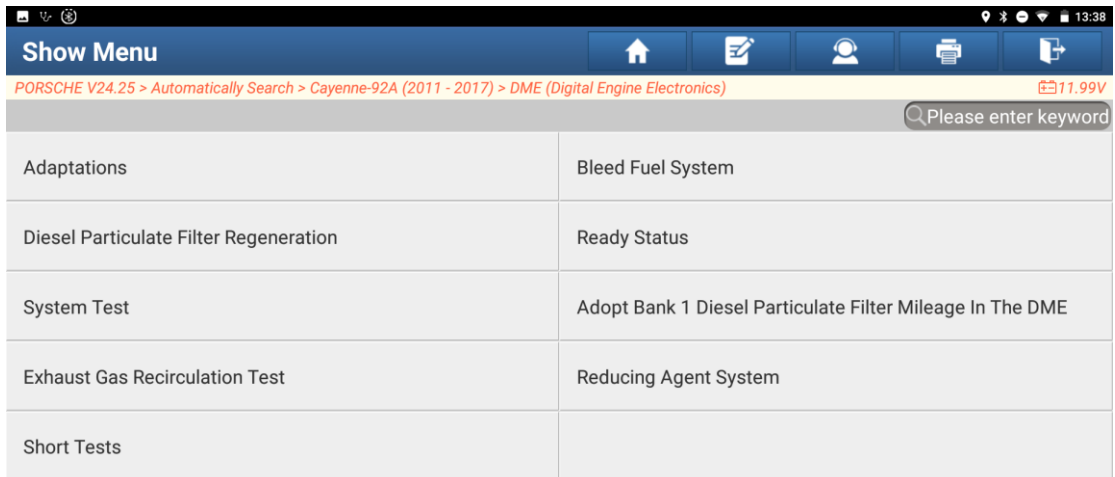 13:38
Show Menu
PORSCHE V24.25 > Automatically Search > Cayenne-92A (2011 - 2017) > DME (Digital Engine Electronics) 11.99V
Please enter keyword
Adaptations
Bleed Fuel System
Diesel Particulate Filter Regeneration
Ready Status
System Test
Adopt Bank 1 Diesel Particulate Filter Mileage In The DME
Exhaust Gas Recirculation Test
Reducing Agent System
Short Tests